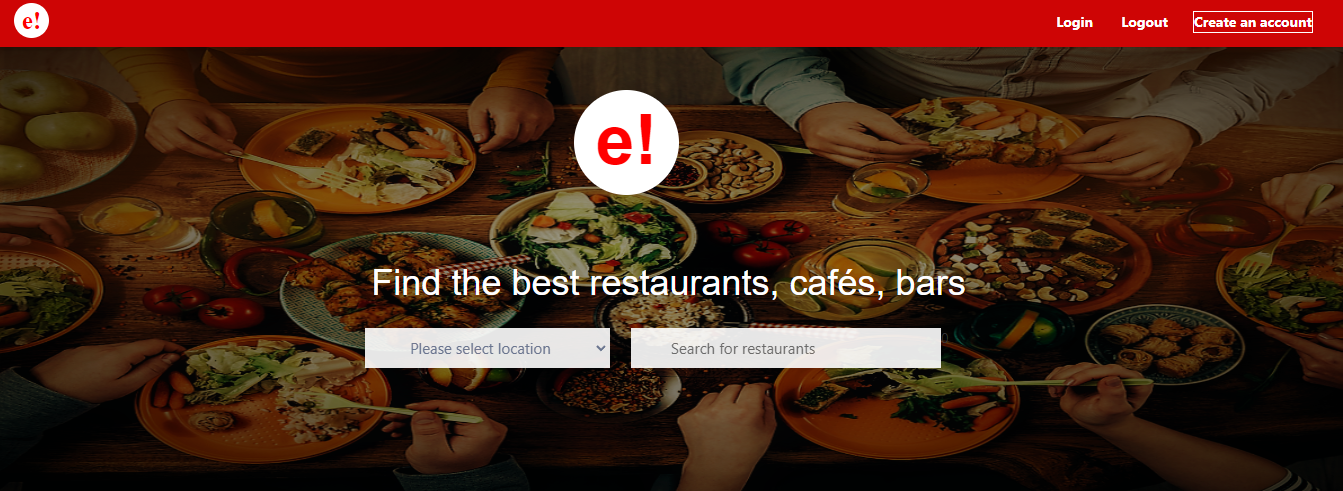 e!
Login Logout Create an account
e!
Find the best restaurants, cafés, bars
Please select location
Search for restaurants